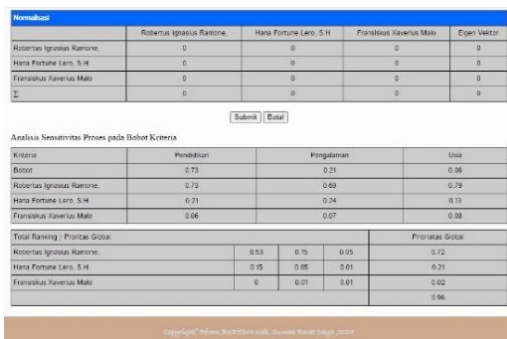 Normalisasi
Robertus Ignasius Ramone, Hana Fortune Lero, S.H Fransiskus Xaverius Malo Eigen Vektor
Robertus Ignasius Ramone, 0 0 0 0
Hana Fortune Lero, S.H 0 0 0 0
Fransiskus Xaverius Malo 0 0 0 0
Σ 0 0 0 0
Submit Batal
Analisis Sensitivitas Proses pada Bobot Kriteria
Kriteria Pendidikan Pengalaman Usia
Bobot 0.73 0.21 0.06
Robertus Ignasius Ramone, 0.73 0.69 0.79
Hana Fortune Lero, S.H 0.21 0.24 0.13
Fransiskus Xaverius Malo 0.06 0.07 0.08
Total Ranking / Prioritas Global Prioriatas Global
Robertus Ignasius Ramone, 0.53 0.15 0.05 0.72
Hana Fortune Lero, S.H 0.15 0.05 0.01 0.21
Fransiskus Xaverius Malo 0 0.01 0.01 0.02
0.96
Copyright Kab. Sumba Barat Daya_2024